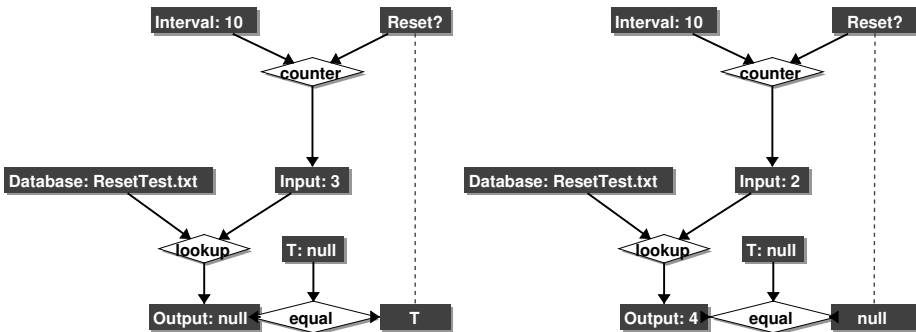 Interval: 10
Reset?
counter
Database: ResetTest.txt
Input: 3
lookup
T: null
Output: null
equal
T
Interval: 10
Reset?
counter
Database: ResetTest.txt
Input: 2
lookup
T: null
Output: 4
equal
null